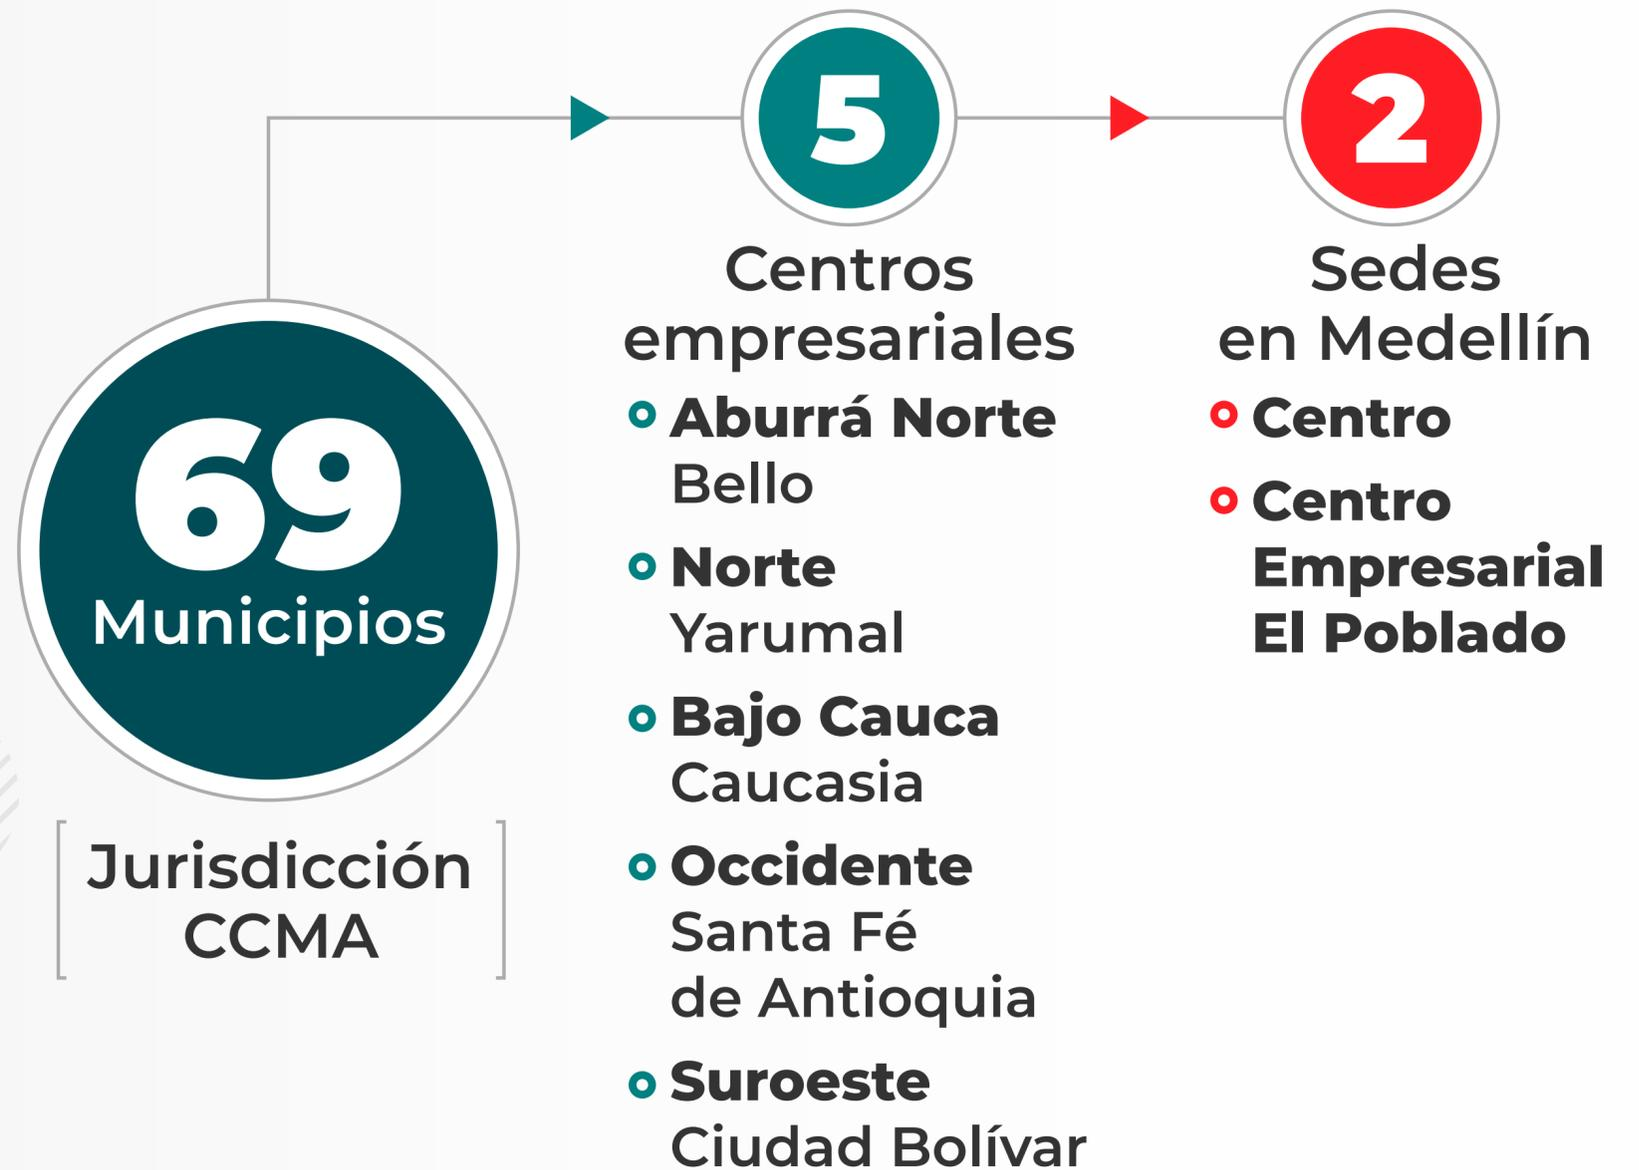 69
Municipios
Jurisdicción
CCMA
5
Centros
empresariales
Aburrá Norte
Bello
Norte
Yarumal
Bajo Cauca
Caucasia
Occidente
Santa Fé
de Antioquia
Suroeste
Ciudad Bolívar
2
Sedes
en Medellín
Centro
Centro
Empresarial
El Poblado